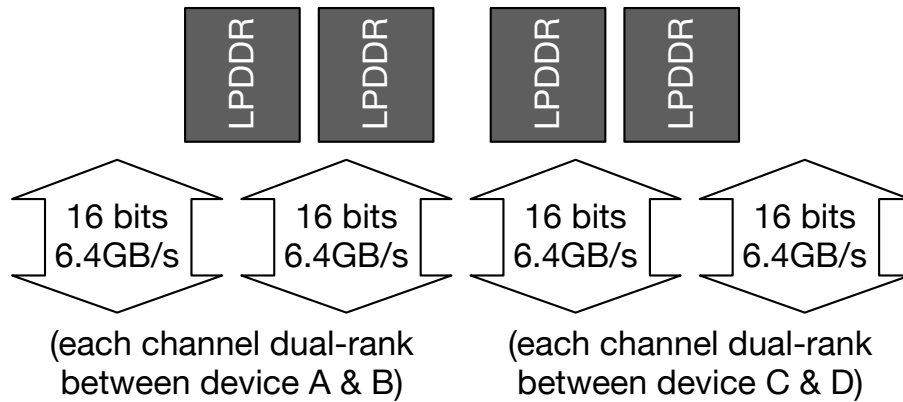 LPDDR
LPDDR
LPDDR
LPDDR
16 bits
6.4GB/s
16 bits
6.4GB/s
16 bits
6.4GB/s
16 bits
6.4GB/s
(each channel dual-rank
between device A & B)
(each channel dual-rank
between device C & D)